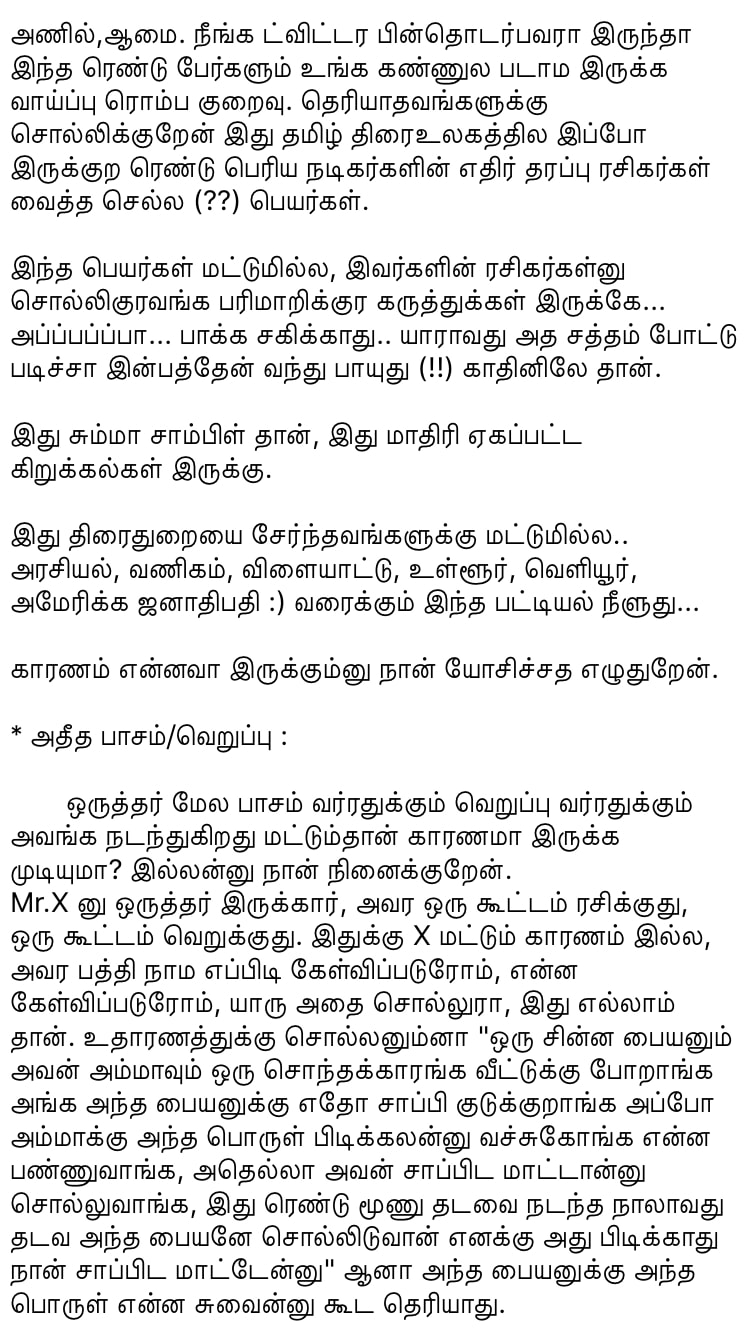 அணில்,ஆமை. நீங்க ட்விட்டர பின்தொடர்பவரா இருந்தா
இந்த ரெண்டு பேர்களும் உங்க கண்ணுல படாம இருக்க
வாய்ப்பு ரொம்ப குறைவு. தெரியாதவங்களுக்கு
சொல்லிக்குறேன் இது தமிழ் திரைஉலகத்தில இப்போ
இருக்குற ரெண்டு பெரிய நடிகர்களின் எதிர் தரப்பு ரசிகர்கள்
வைத்த செல்ல (??) பெயர்கள்.
இந்த பெயர்கள் மட்டுமில்ல, இவர்களின் ரசிகர்கள்னு
சொல்லிகுரவங்க பரிமாறிக்குர கருத்துக்கள் இருக்கே...
அப்ப்பப்ப்பா... பாக்க சகிக்காது.. யாராவது அத சத்தம் போட்டு
படிச்சா இன்பத்தேன் வந்து பாயுது (!!) காதினிலே தான்.
இது சும்மா சாம்பிள் தான், இது மாதிரி ஏகப்பட்ட
கிறுக்கல்கள் இருக்கு.
இது திரைதுறையை சேர்ந்தவங்களுக்கு மட்டுமில்ல..
அரசியல், வணிகம், விளையாட்டு, உள்ளூர், வெளியூர்,
அமேரிக்க ஜனாதிபதி :) வரைக்கும் இந்த பட்டியல் நீளுது...
காரணம் என்னவா இருக்கும்னு நான் யோசிச்சத எழுதுறேன்.
* அதீத பாசம்/வெறுப்பு :
ஒருத்தர் மேல பாசம் வர்ரதுக்கும் வெறுப்பு வர்ரதுக்கும்
அவங்க நடந்துகிறது மட்டும்தான் காரணமா இருக்க
முடியுமா? இல்லன்னு நான் நினைக்குறேன்.
Mr.X னு ஒருத்தர் இருக்கார், அவர ஒரு கூட்டம் ரசிக்குது,
ஒரு கூட்டம் வெறுக்குது. இதுக்கு X மட்டும் காரணம் இல்ல,
அவர பத்தி நாம எப்பிடி கேள்விப்படுரோம், என்ன
கேள்விப்படுரோம், யாரு அதை சொல்லுரா, இது எல்லாம்
தான். உதாரணத்துக்கு சொல்லனும்னா "ஒரு சின்ன பையனும்
அவன் அம்மாவும் ஒரு சொந்தக்காரங்க வீட்டுக்கு போறாங்க
அங்க அந்த பையனுக்கு எதோ சாப்பி குடுக்குறாங்க அப்போ
அம்மாக்கு அந்த பொருள் பிடிக்கலன்னு வச்சுகோங்க என்ன
பண்ணுவாங்க, அதெல்லா அவன் சாப்பிட மாட்டான்னு
சொல்லுவாங்க, இது ரெண்டு மூணு தடவை நடந்த நாலாவது
தடவ அந்த பையனே சொல்லிடுவான் எனக்கு அது பிடிக்காது
நான் சாப்பிட மாட்டேன்னு" ஆனா அந்த பையனுக்கு அந்த
பொருள் என்ன சுவைன்னு கூட தெரியாது.